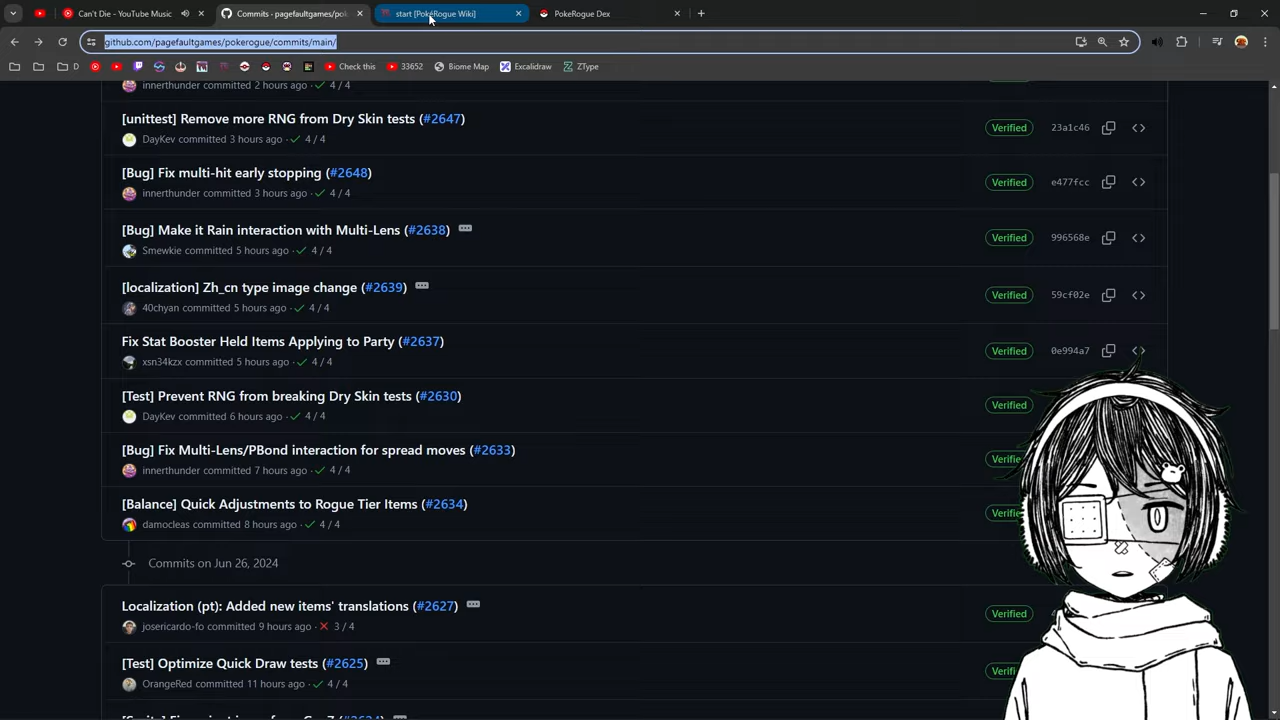 Can't Die - YouTube Music
Commits - pagefaultgames/pok
start [PokéRogue Wiki]
PokeRogue Dex
github.com/pagefaultgames/pokerogue/commits/main/
D
Check this
33652
Biome Map
Excalidraw
ZType
innerthunder committed 2 hours ago · 4 / 4
[unittest] Remove more RNG from Dry Skin tests (#2647)
DayKev committed 3 hours ago · 4 / 4
Verified 23a1c46
[Bug] Fix multi-hit early stopping (#2648)
innerthunder committed 3 hours ago · 4 / 4
Verified e477fcc
[Bug] Make it Rain interaction with Multi-Lens (#2638)
Smewkie committed 5 hours ago · 4 / 4
Verified 996568e
[localization] Zh_cn type image change (#2639)
40chyan committed 5 hours ago · 4 / 4
Verified 59cf02e
Fix Stat Booster Held Items Applying to Party (#2637)
xsn34kzx committed 5 hours ago · 4 / 4
Verified 0e994a7
[Test] Prevent RNG from breaking Dry Skin tests (#2630)
DayKev committed 6 hours ago · 4 / 4
Verified
[Bug] Fix Multi-Lens/PBond interaction for spread moves (#2633)
innerthunder committed 7 hours ago · 4 / 4
Verified
[Balance] Quick Adjustments to Rogue Tier Items (#2634)
damocleas committed 8 hours ago · 4 / 4
Verified
Commits on Jun 26, 2024
Localization (pt): Added new items' translations (#2627)
josericardo-fo committed 9 hours ago · 3 / 4
Verified
[Test] Optimize Quick Draw tests (#2625)
OrangeRed committed 11 hours ago · 4 / 4
Verified